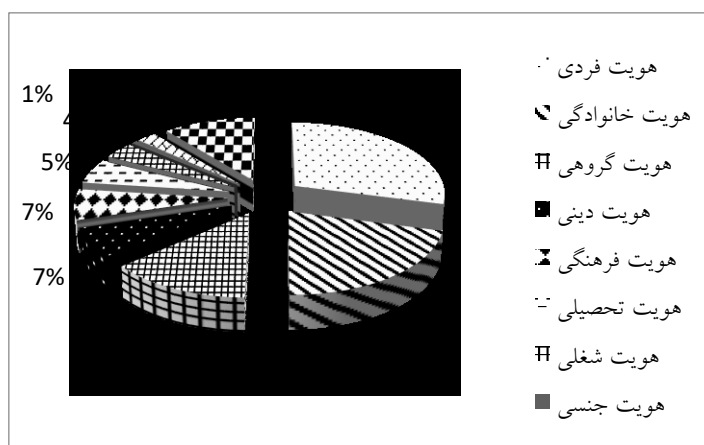 1%
4
5%
7%
7%
هویت فردی
هویت خانوادگی
هویت گروهی
هویت دینی
هویت فرهنگی
هویت تحصیلی
هویت شغلی
هویت جنسی